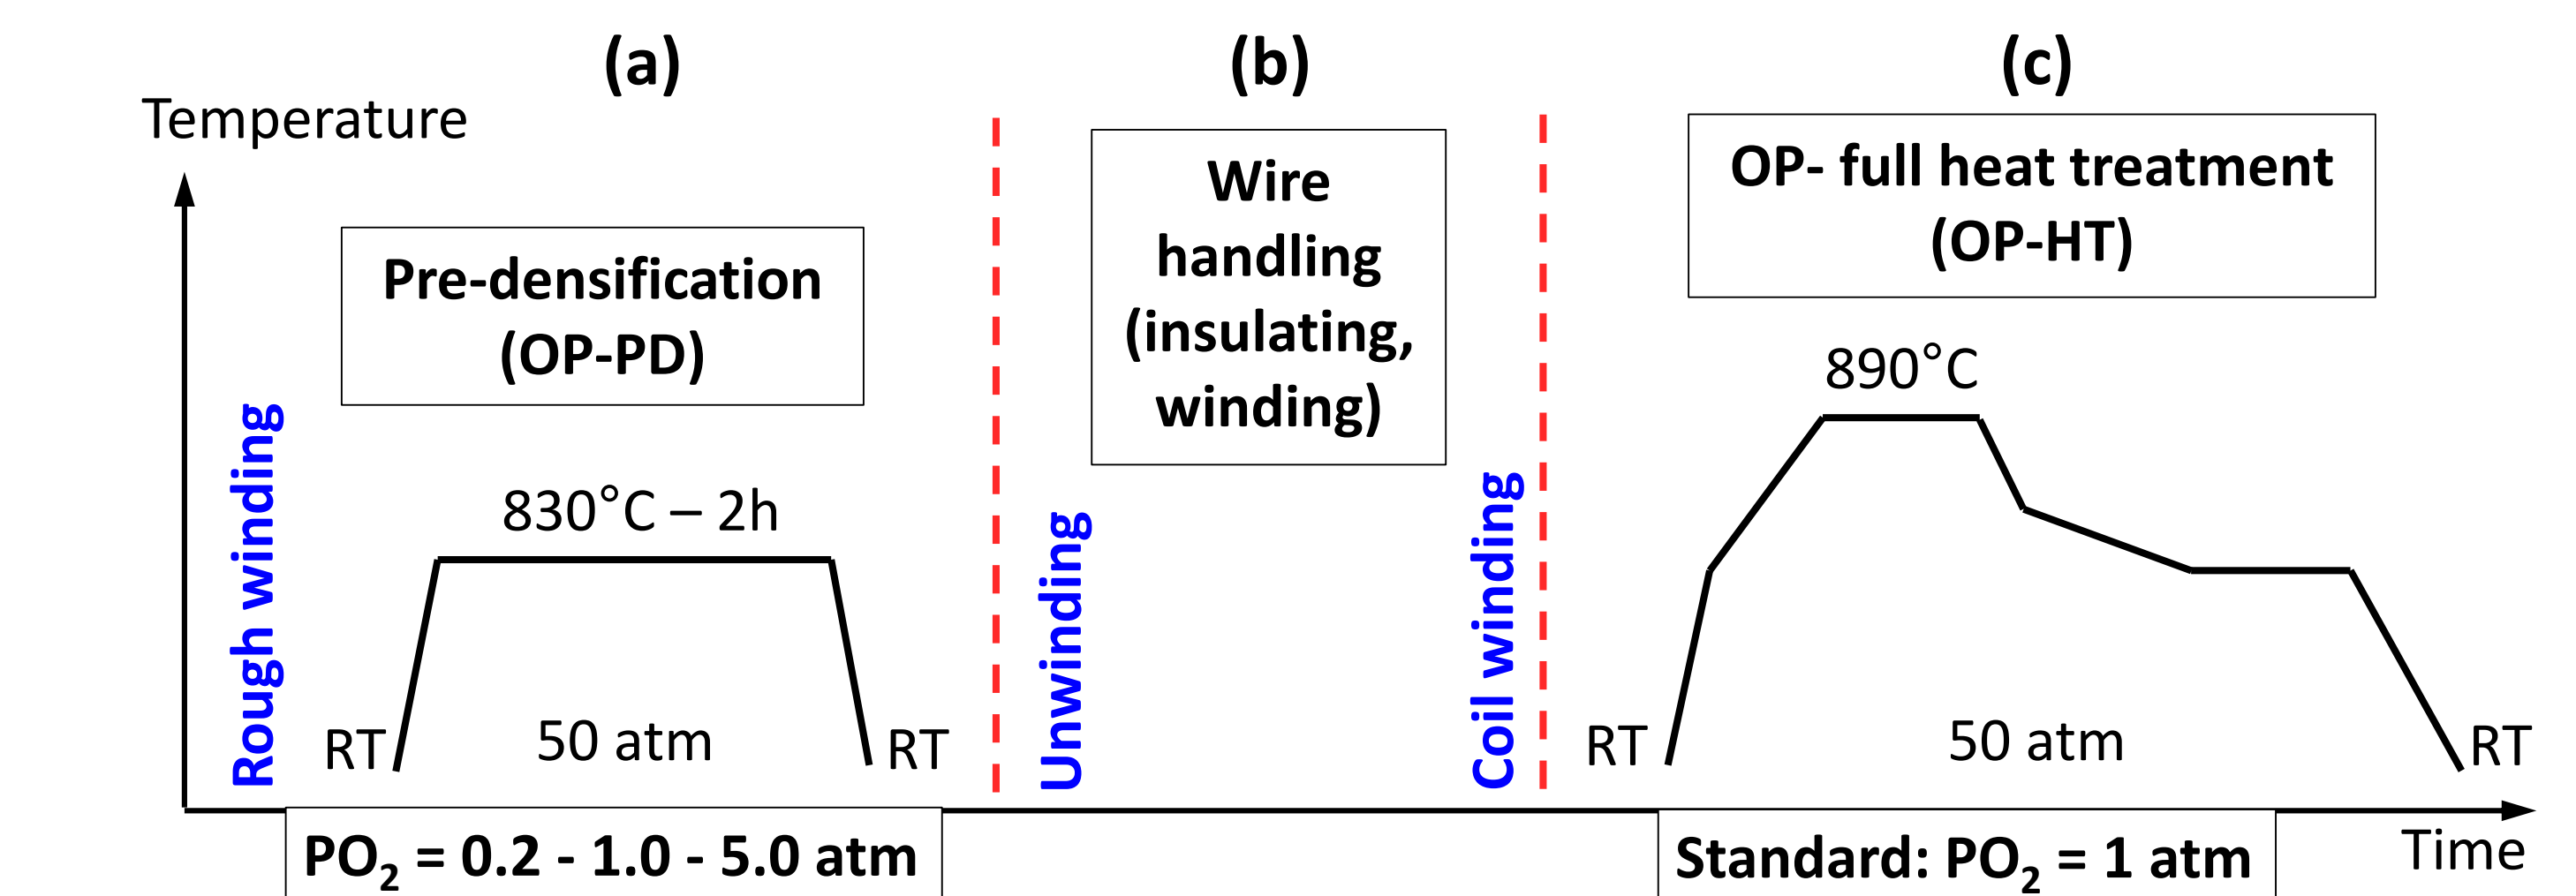 (a)
(b)
(c)
Temperature
Pre-densification
(OP-PD)
Wire
handling
(insulating,
winding)
OP- full heat treatment
(OP-HT)
Rough winding
830°C – 2h
RT
50 atm
RT
Unwinding
Coil winding
890°C
RT
50 atm
RT
PO₂ = 0.2 - 1.0 - 5.0 atm
Standard: PO₂ = 1 atm
Time